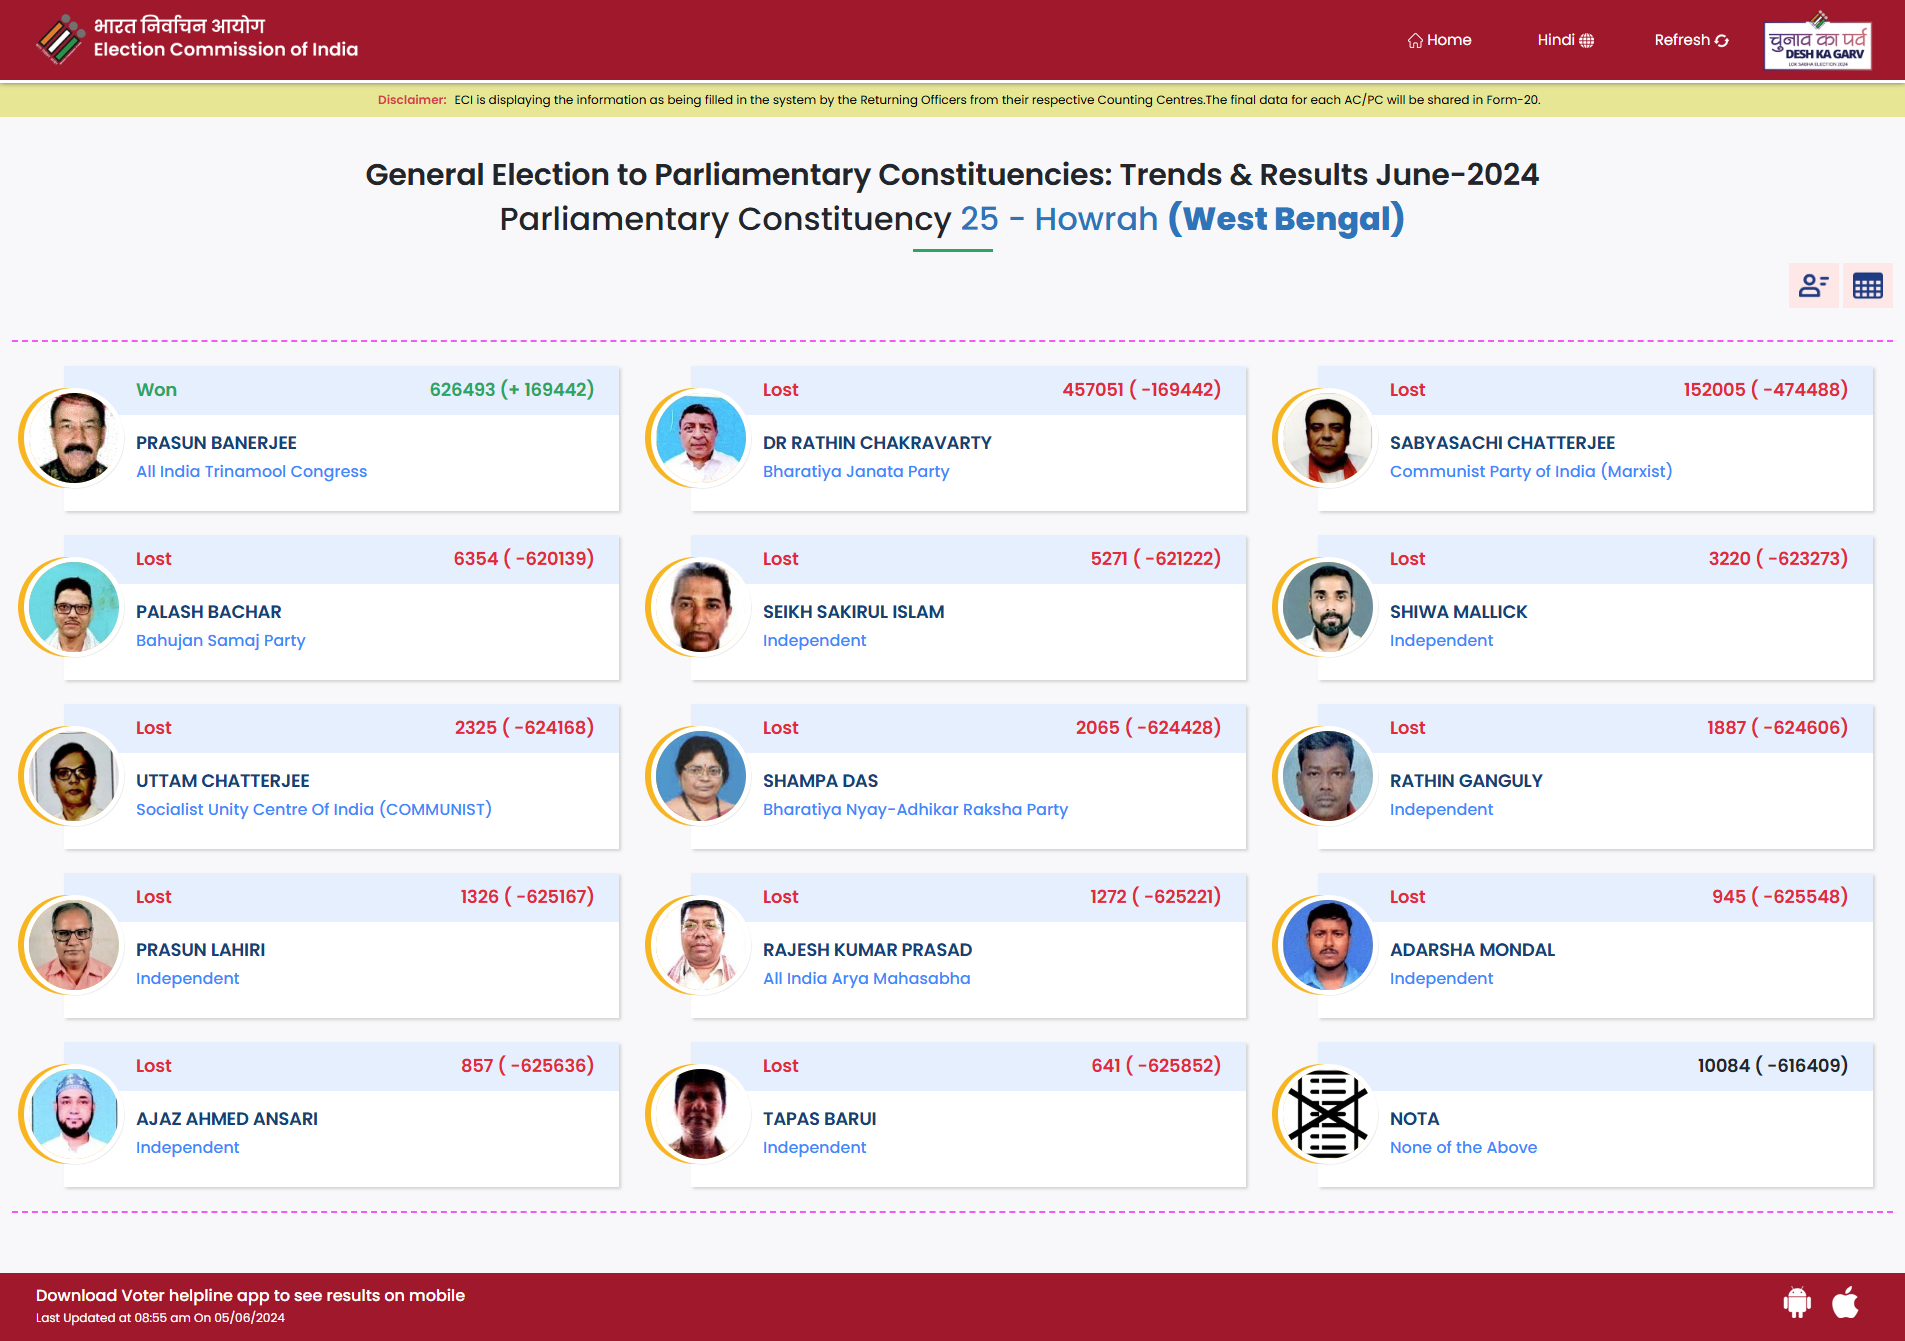 भारत निर्वाचन आयोग
Election Commission of India
Home
Hindi
Refresh
चुनाव का पर्व
DESH KA GARV
LOK SABHA ELECTION 2024
Disclaimer: ECI is displaying the information as being filled in the system by the Returning Officers from their respective Counting Centres.The final data for each AC/PC will be shared in Form-20.
General Election to Parliamentary Constituencies: Trends & Results June-2024
Parliamentary Constituency 25 - Howrah (West Bengal)
Won 626493 (+ 169442)
PRASUN BANERJEE
All India Trinamool Congress
Lost 457051 ( -169442)
DR RATHIN CHAKRAVARTY
Bharatiya Janata Party
Lost 152005 ( -474488)
SABYASACHI CHATTERJEE
Communist Party of India (Marxist)
Lost 6354 ( -620139)
PALASH BACHAR
Bahujan Samaj Party
Lost 5271 ( -621222)
SEIKH SAKIRUL ISLAM
Independent
Lost 3220 ( -623273)
SHIWA MALLICK
Independent
Lost 2325 ( -624168)
UTTAM CHATTERJEE
Socialist Unity Centre Of India (COMMUNIST)
Lost 2065 ( -624428)
SHAMPA DAS
Bharatiya Nyay-Adhikar Raksha Party
Lost 1887 ( -624606)
RATHIN GANGULY
Independent
Lost 1326 ( -625167)
PRASUN LAHIRI
Independent
Lost 1272 ( -625221)
RAJESH KUMAR PRASAD
All India Arya Mahasabha
Lost 945 ( -625548)
ADARSHA MONDAL
Independent
Lost 857 ( -625636)
AJAZ AHMED ANSARI
Independent
Lost 641 ( -625852)
TAPAS BARUI
Independent
10084 ( -616409)
NOTA
None of the Above
Download Voter helpline app to see results on mobile
Last Updated at 08:55 am On 05/06/2024